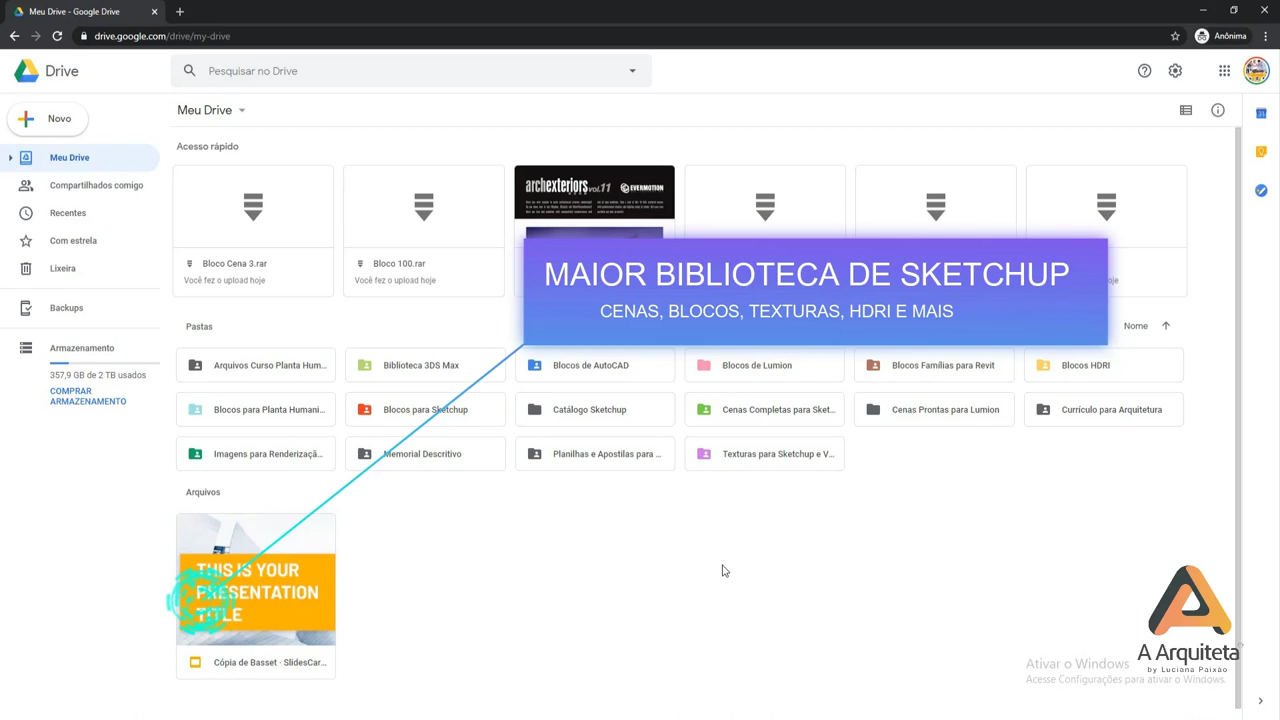 Meu Drive - Google Drive
drive.google.com/drive/my-drive
Anônima
Drive
Pesquisar no Drive
Novo
Meu Drive
Compartilhados comigo
Recentes
Com estrela
Lixeira
Backups
Armazenamento
357,9 GB de 2 TB usados
COMPRAR
ARMAZENAMENTO
Meu Drive
Acesso rápido
Bloco Cena 3.rar
Você fez o upload hoje
Bloco 100.rar
Você fez o upload hoje
archexteriors vol.11 EVERMOTION
hoje
MAIOR BIBLIOTECA DE SKETCHUP
CENAS, BLOCOS, TEXTURAS, HDRI E MAIS
Pastas
Nome
Arquivos Curso Planta Hum...
Biblioteca 3DS Max
Blocos de AutoCAD
Blocos de Lumion
Blocos Famílias para Revit
Blocos HDRI
Blocos para Planta Humani...
Blocos para Sketchup
Catálogo Sketchup
Cenas Completas para Sket...
Cenas Prontas para Lumion
Currículo para Arquitetura
Imagens para Renderizaçã...
Memorial Descritivo
Planilhas e Apostilas para ...
Texturas para Sketchup e V...
Arquivos
THIS IS YOUR
PRESENTATION
TITLE
Cópia de Basset · SlidesCar...
A Arquiteta
by Luciana Paixão
Ativar o Windows
Acesse Configurações para ativar o Windows.